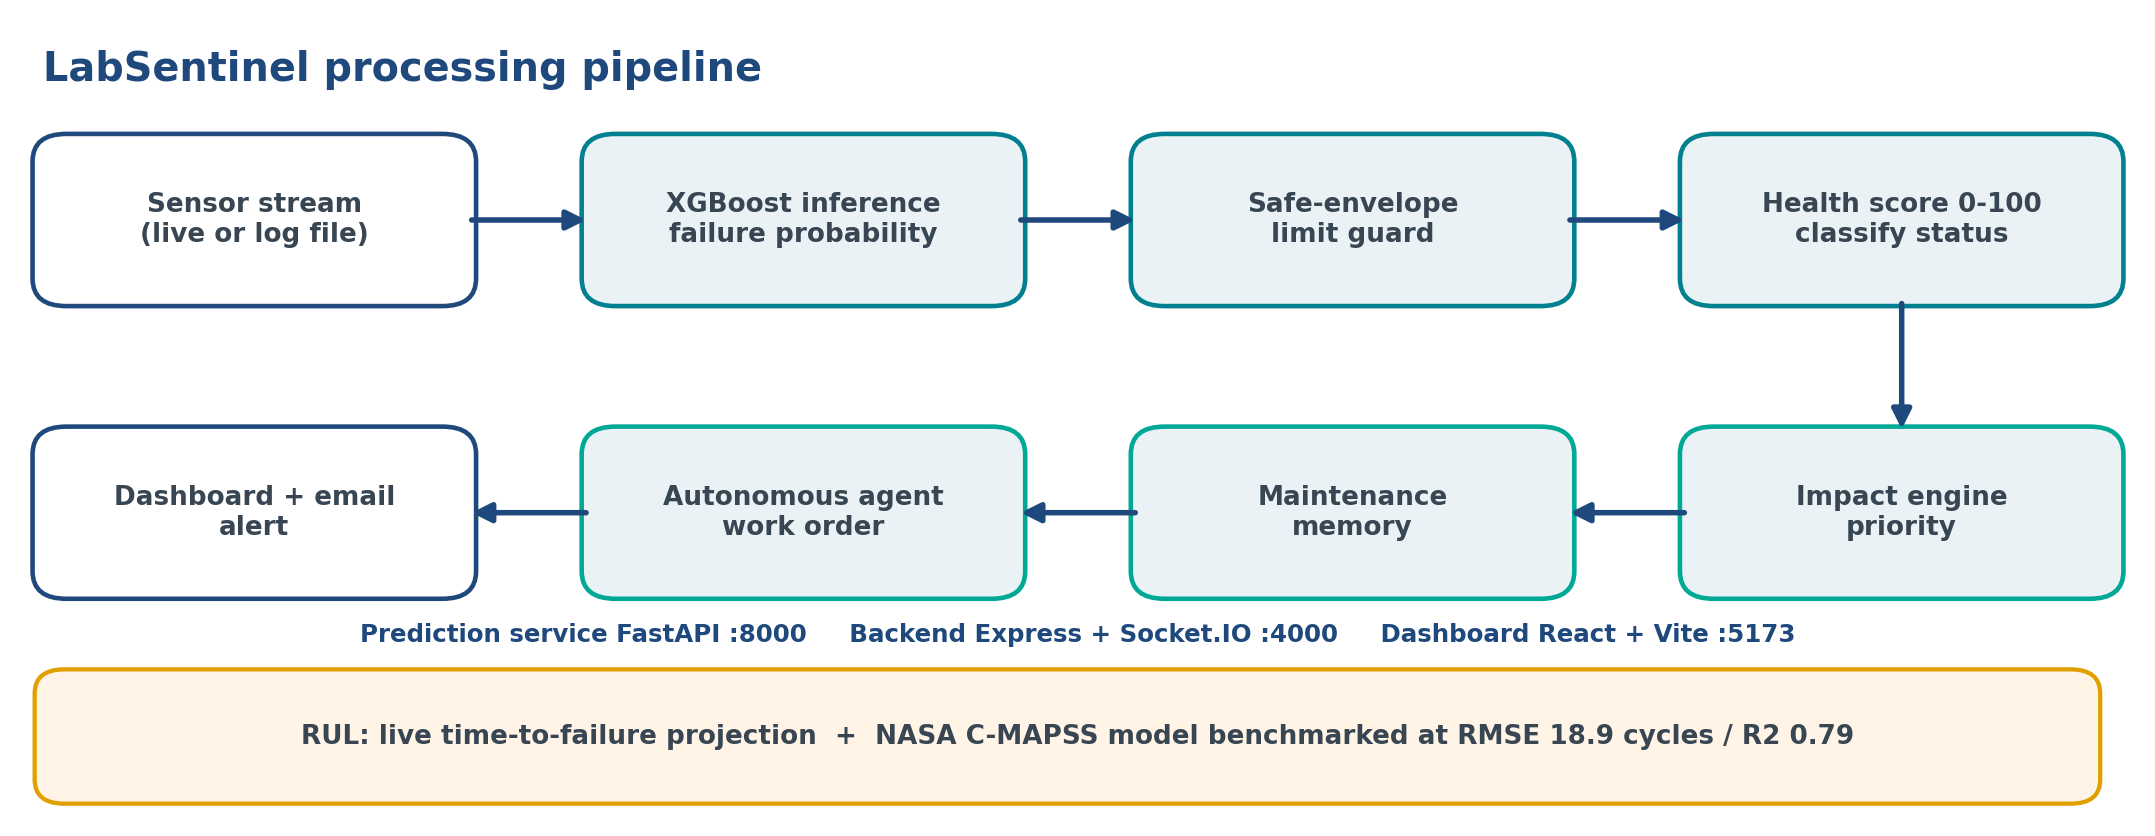 LabSentinel processing pipeline
Sensor stream
(live or log file)
XGBoost inference
failure probability
Safe-envelope
limit guard
Health score 0-100
classify status
Dashboard + email
alert
Autonomous agent
work order
Maintenance
memory
Impact engine
priority
Prediction service FastAPI :8000 Backend Express + Socket.IO :4000 Dashboard React + Vite :5173
RUL: live time-to-failure projection + NASA C-MAPSS model benchmarked at RMSE 18.9 cycles / R2 0.79